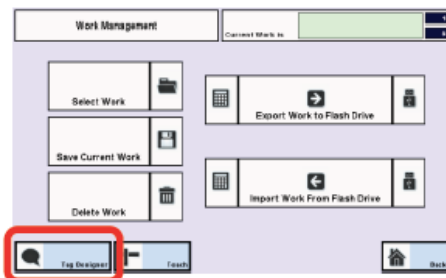 Work Management
Current Work is
Select Work
Export Work to Flash Drive
Save Current Work
Import Work From Flash Drive
Delete Work
Tag Designer
Teach